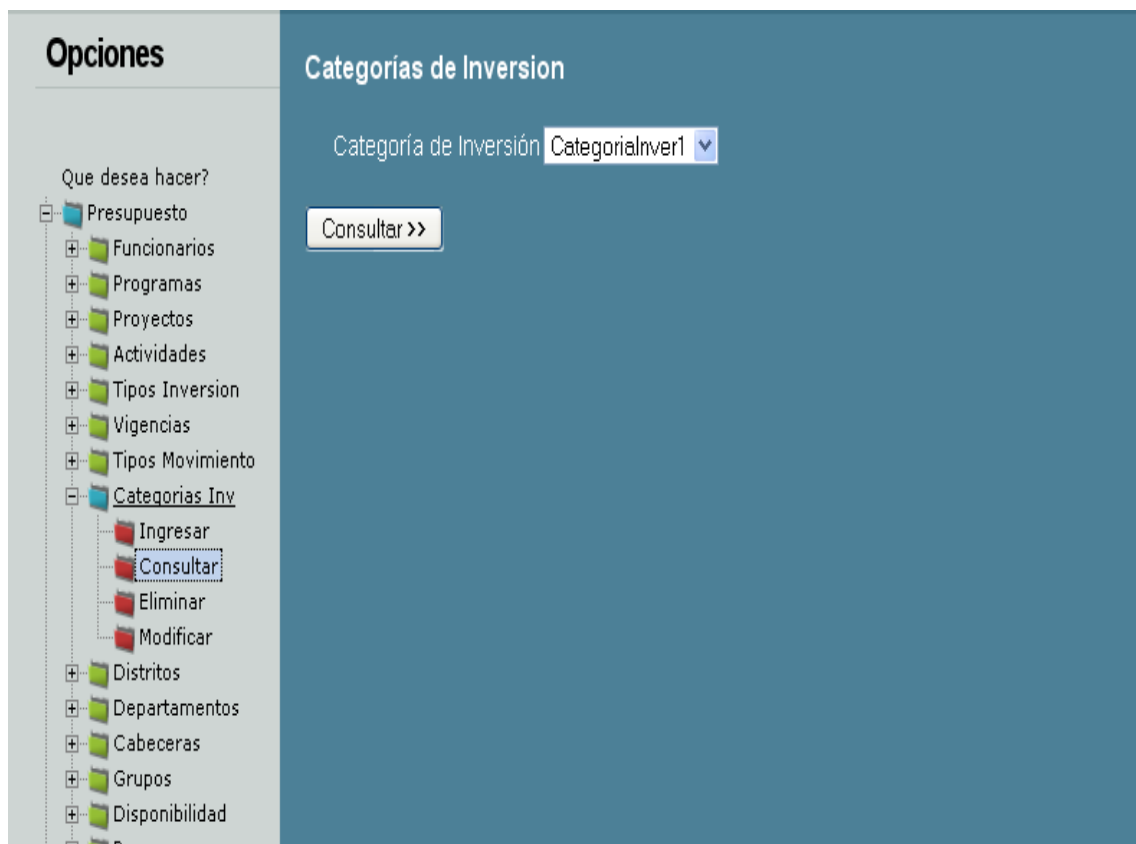 Opciones
Que desea hacer?
Presupuesto
Funcionarios
Programas
Proyectos
Actividades
Tipos Inversion
Vigencias
Tipos Movimiento
Categorias Inv
Ingresar
Consultar
Eliminar
Modificar
Distritos
Departamentos
Cabeceras
Grupos
Disponibilidad
Categorías de Inversion
Categoría de Inversión CategoriaInver1
Consultar >>